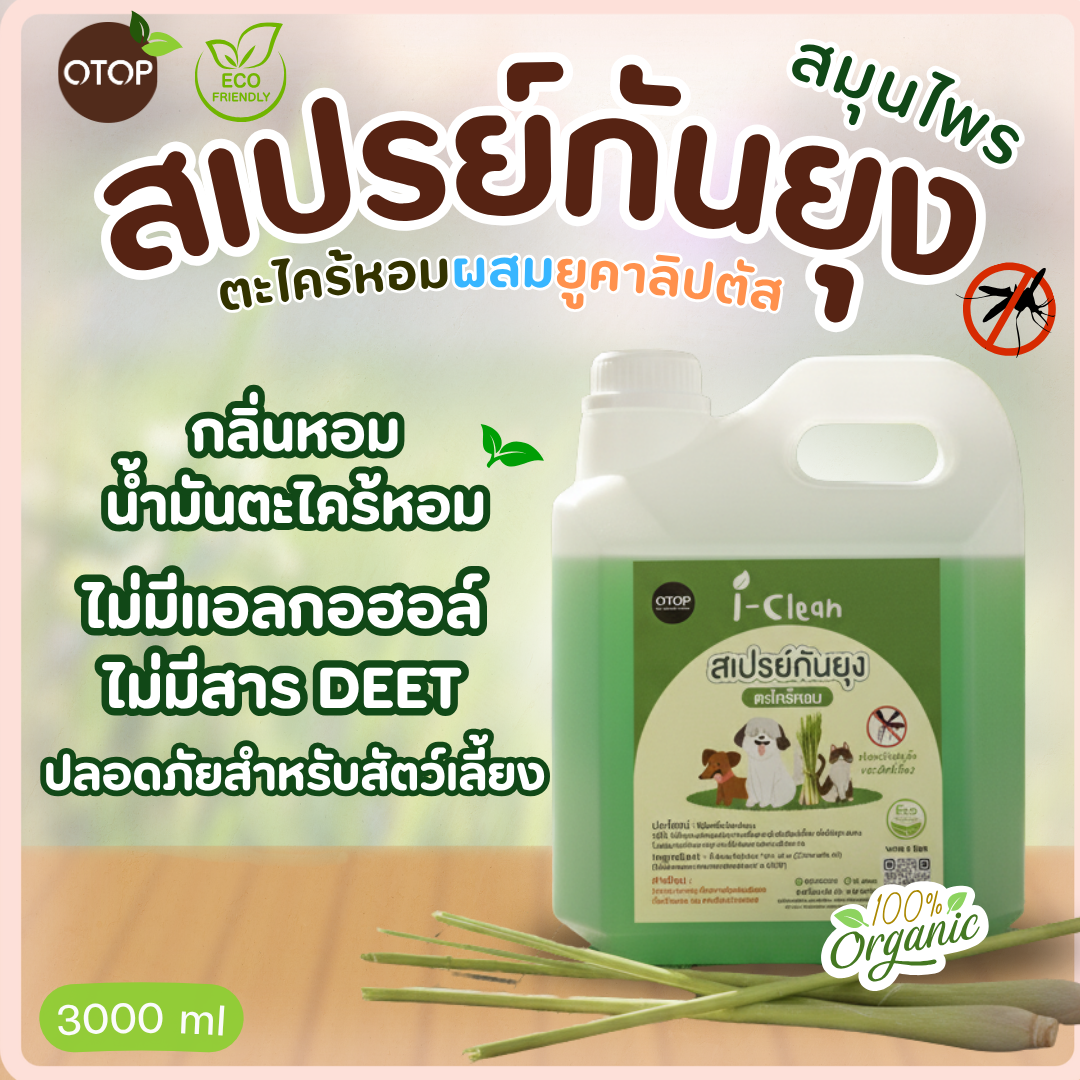 OTOP
ECO
FRIENDLY
สมุนไพร
สเปรย์กันยุง
ตะไคร้หอมผสมยูคาลิปตัส
กลิ่นหอม
น้ำมันตะไคร้หอม
ไม่มีแอลกอฮอล์
ไม่มีสาร DEET
ปลอดภัยสำหรับสัตว์เลี้ยง
OTOP
i-Clean
สเปรย์กันยุง
ตะไคร้หอม
Eco
100%
Organic
3000 ml